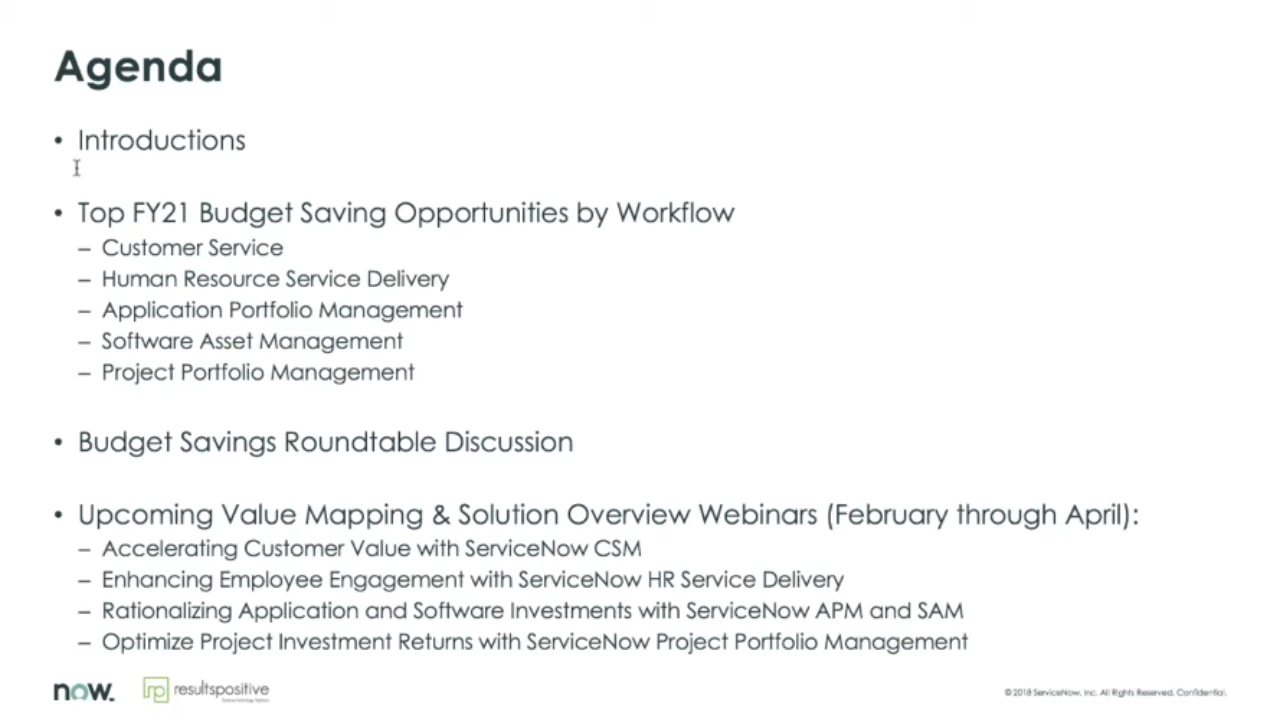 Agenda
• Introductions
• Top FY21 Budget Saving Opportunities by Workflow
– Customer Service
– Human Resource Service Delivery
– Application Portfolio Management
– Software Asset Management
– Project Portfolio Management
• Budget Savings Roundtable Discussion
• Upcoming Value Mapping & Solution Overview Webinars (February through April):
– Accelerating Customer Value with ServiceNow CSM
– Enhancing Employee Engagement with ServiceNow HR Service Delivery
– Rationalizing Application and Software Investments with ServiceNow APM and SAM
– Optimize Project Investment Returns with ServiceNow Project Portfolio Management
now. rp resultspositive
© 2018 ServiceNow, Inc. All Rights Reserved. Confidential.